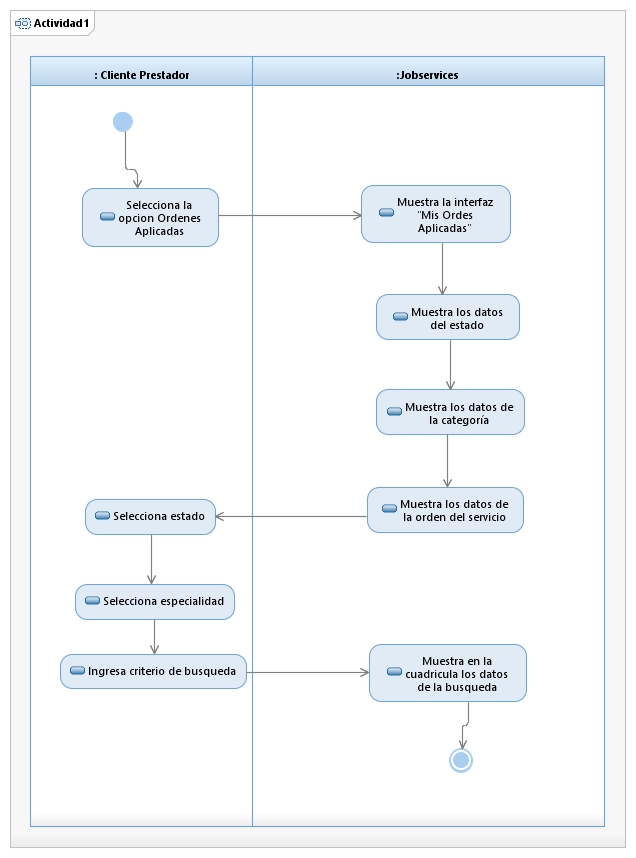 Actividad1
: Cliente Prestador
:Jobservices
Selecciona la
opcion Ordenes
Aplicadas
Muestra la interfaz
"Mis Ordes
Aplicadas"
Muestra los datos
del estado
Muestra los datos de
la categoría
Muestra los datos de
la orden del servicio
Selecciona estado
Selecciona especialidad
Ingresa criterio de busqueda
Muestra en la
cuadricula los datos
de la busqueda